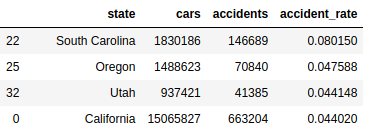 state cars accidents accident_rate
22 South Carolina 1830186 146689 0.080150
25 Oregon 1488623 70840 0.047588
32 Utah 937421 41385 0.044148
0 California 15065827 663204 0.044020